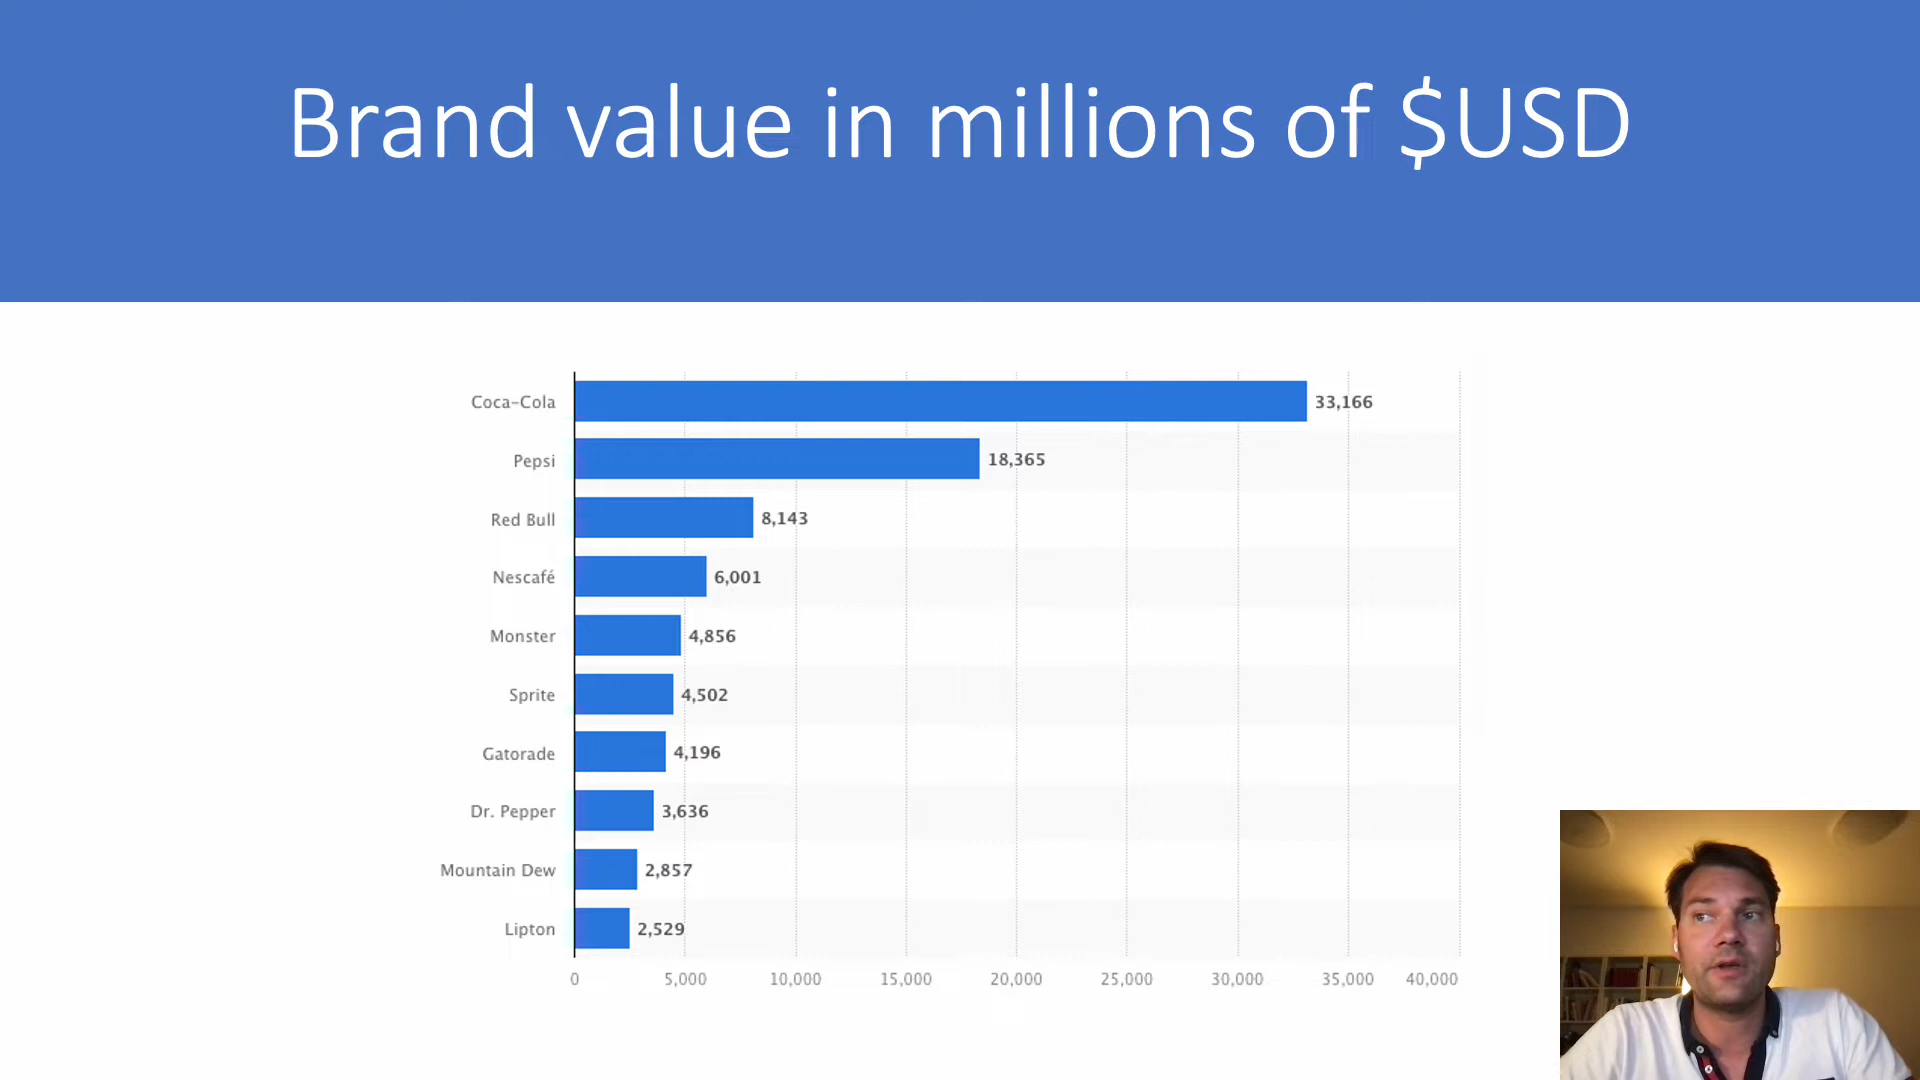 Brand value in millions of $USD
Coca-Cola 33,166
Pepsi 18,365
Red Bull 8,143
Nescafé 6,001
Monster 4,856
Sprite 4,502
Gatorade 4,196
Dr. Pepper 3,636
Mountain Dew 2,857
Lipton 2,529
0 5,000 10,000 15,000 20,000 25,000 30,000 35,000 40,000